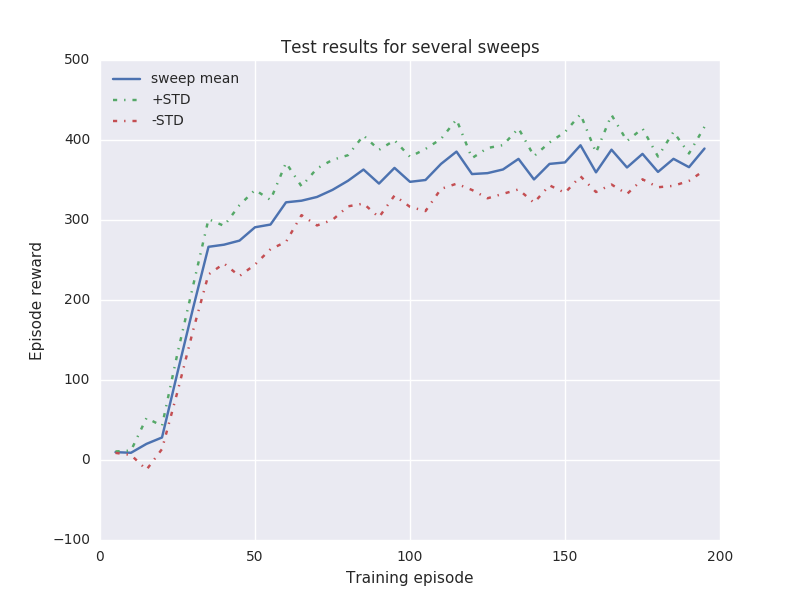 Test results for several sweeps
500
400
300
200
100
0
−100
sweep mean
+STD
-STD
Episode reward
0 50 100 150 200
Training episode